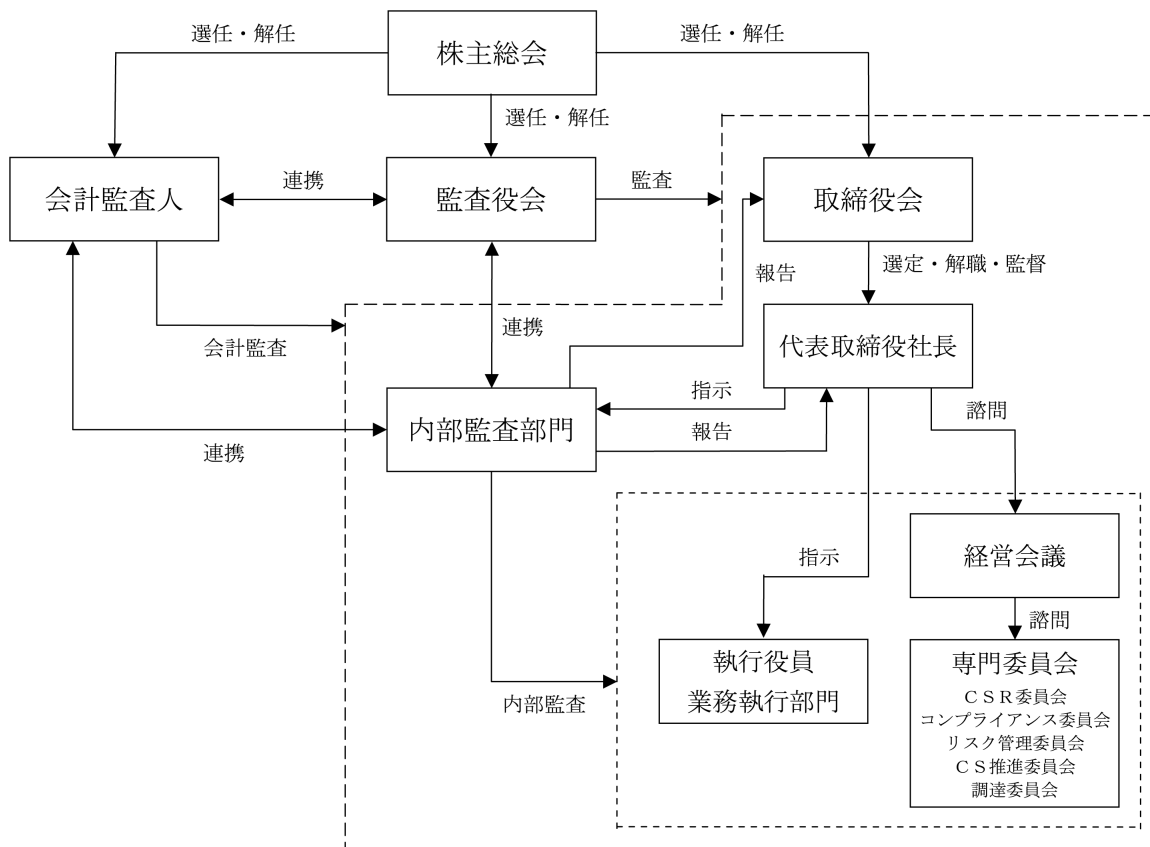 選任・解任
株主総会
選任・解任
選任・解任
会計監査人
連携
監査役会
監査
取締役会
選定・解職・監督
報告
会計監査
連携
代表取締役社長
指示
諮問
内部監査部門
報告
連携
経営会議
指示
諮問
内部監査
執行役員
業務執行部門
専門委員会
ＣＳＲ委員会
コンプライアンス委員会
リスク管理委員会
ＣＳ推進委員会
調達委員会